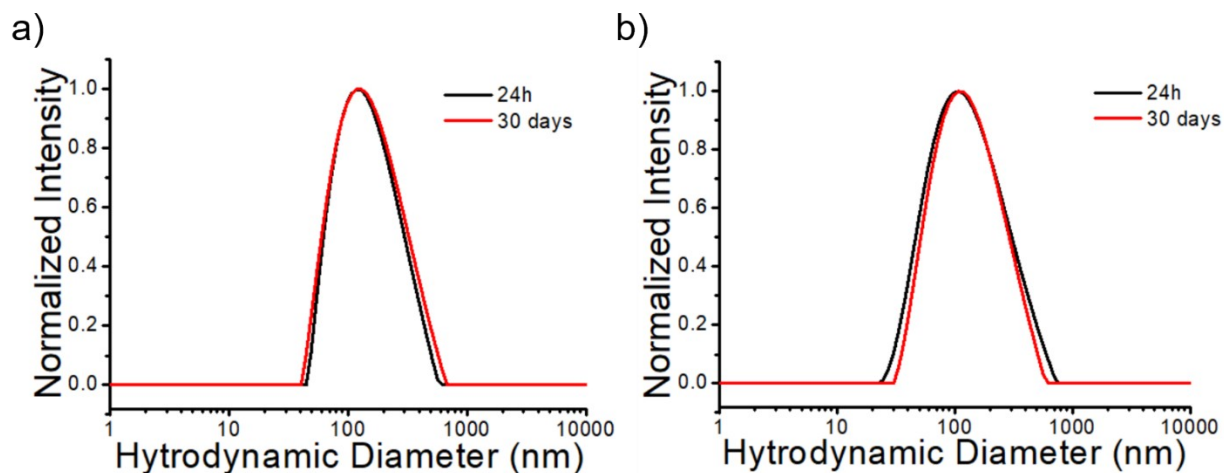 a)
Normalized Intensity
1.0
0.8
0.6
0.4
0.2
0.0
24h
30 days
1
10
100
1000
10000
Hytrodynamic Diameter (nm)
b)
Normalized Intensity
1.0
0.8
0.6
0.4
0.2
0.0
24h
30 days
1
10
100
1000
10000
Hytrodynamic Diameter (nm)